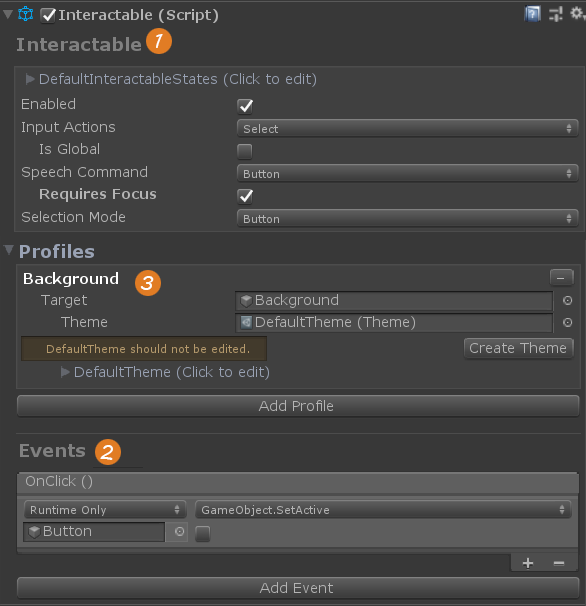 Interactable (Script)
Interactable 1
DefaultInteractableStates (Click to edit)
Enabled
Input Actions Select
Is Global
Speech Command Button
Requires Focus
Selection Mode Button
Profiles
Background 3
Target Background
Theme DefaultTheme (Theme)
DefaultTheme should not be edited. Create Theme
DefaultTheme (Click to edit)
Add Profile
Events 2
OnClick ()
Runtime Only GameObject.SetActive
Button
Add Event